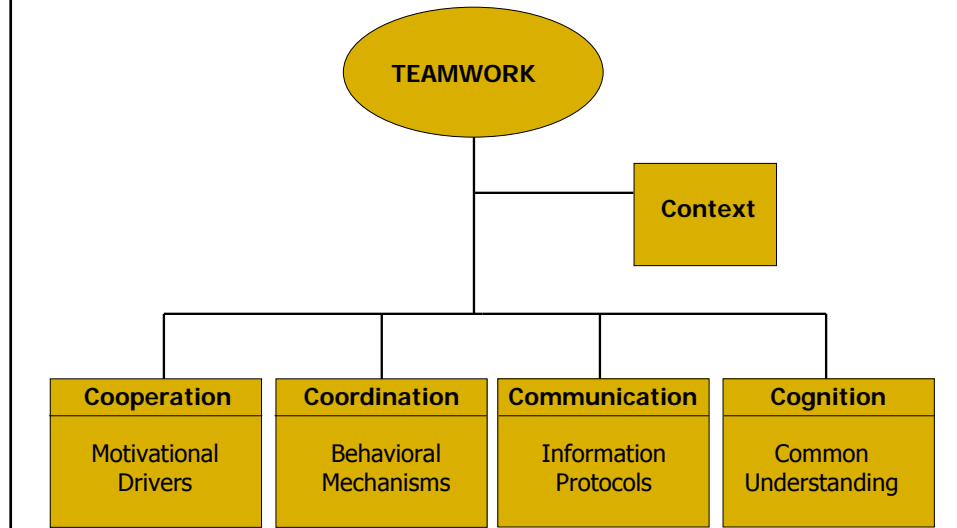 TEAMWORK
Context
Cooperation
Motivational
Drivers
Coordination
Behavioral
Mechanisms
Communication
Information
Protocols
Cognition
Common
Understanding